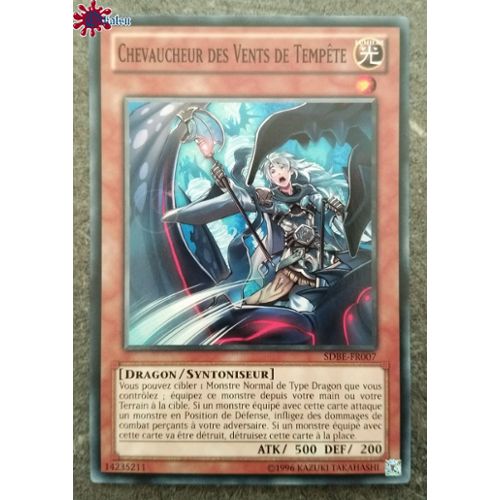 CHEVAUCHEUR DES VENTS DE TEMPÊTE
光
SDBE-FR007
[DRAGON/SYNTONISEUR]
Vous pouvez cibler 1 Monstre Normal de Type Dragon que vous
contrôlez ; équipez ce monstre depuis votre main ou votre
Terrain à la cible. Si un monstre équipé avec cette carte attaque
un monstre en Position de Défense, infligez des dommages de
combat perçants à votre adversaire. Si un monstre équipé avec
cette carte va être détruit, détruisez cette carte à la place.
ATK/ 500 DEF/ 200
14235211
©1996 KAZUKI TAKAHASHI